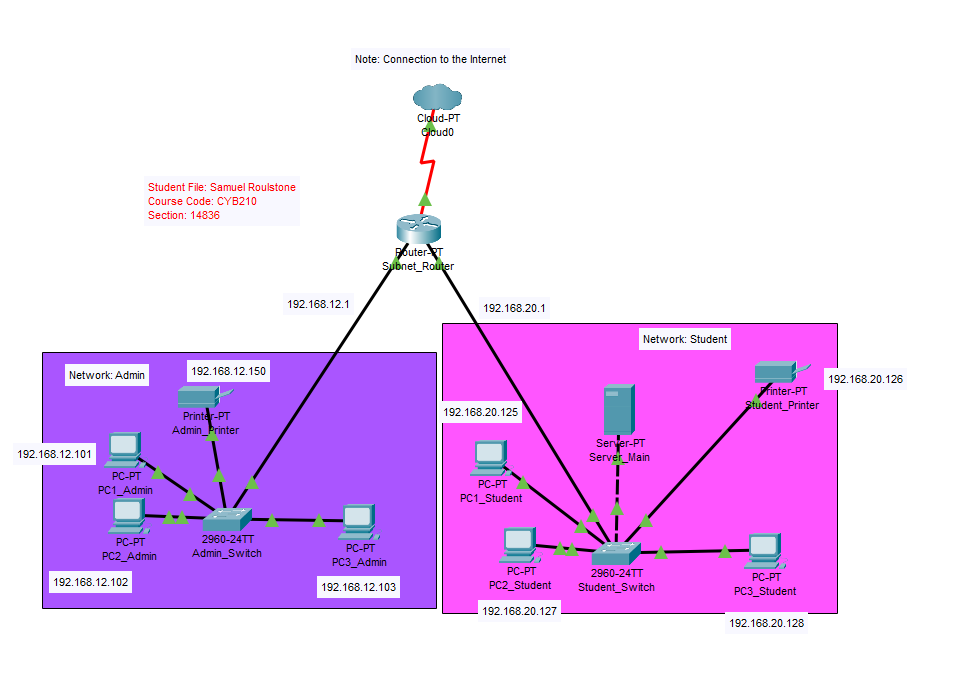 Note: Connection to the Internet
Cloud-PT
Cloud0
Student File: Samuel Roulstone
Course Code: CYB210
Section: 14836
Router-PT
Subnet_Router
192.168.12.1
192.168.20.1
Network: Admin
192.168.12.150
Printer-PT
Admin_Printer
192.168.12.101
PC-PT
PC1_Admin
PC-PT
PC2_Admin
192.168.12.102
2960-24TT
Admin_Switch
PC-PT
PC3_Admin
192.168.12.103
Network: Student
192.168.20.126
Printer-PT
Student_Printer
192.168.20.125
Server-PT
Server_Main
PC-PT
PC1_Student
PC-PT
PC2_Student
192.168.20.127
2960-24TT
Student_Switch
PC-PT
PC3_Student
192.168.20.128